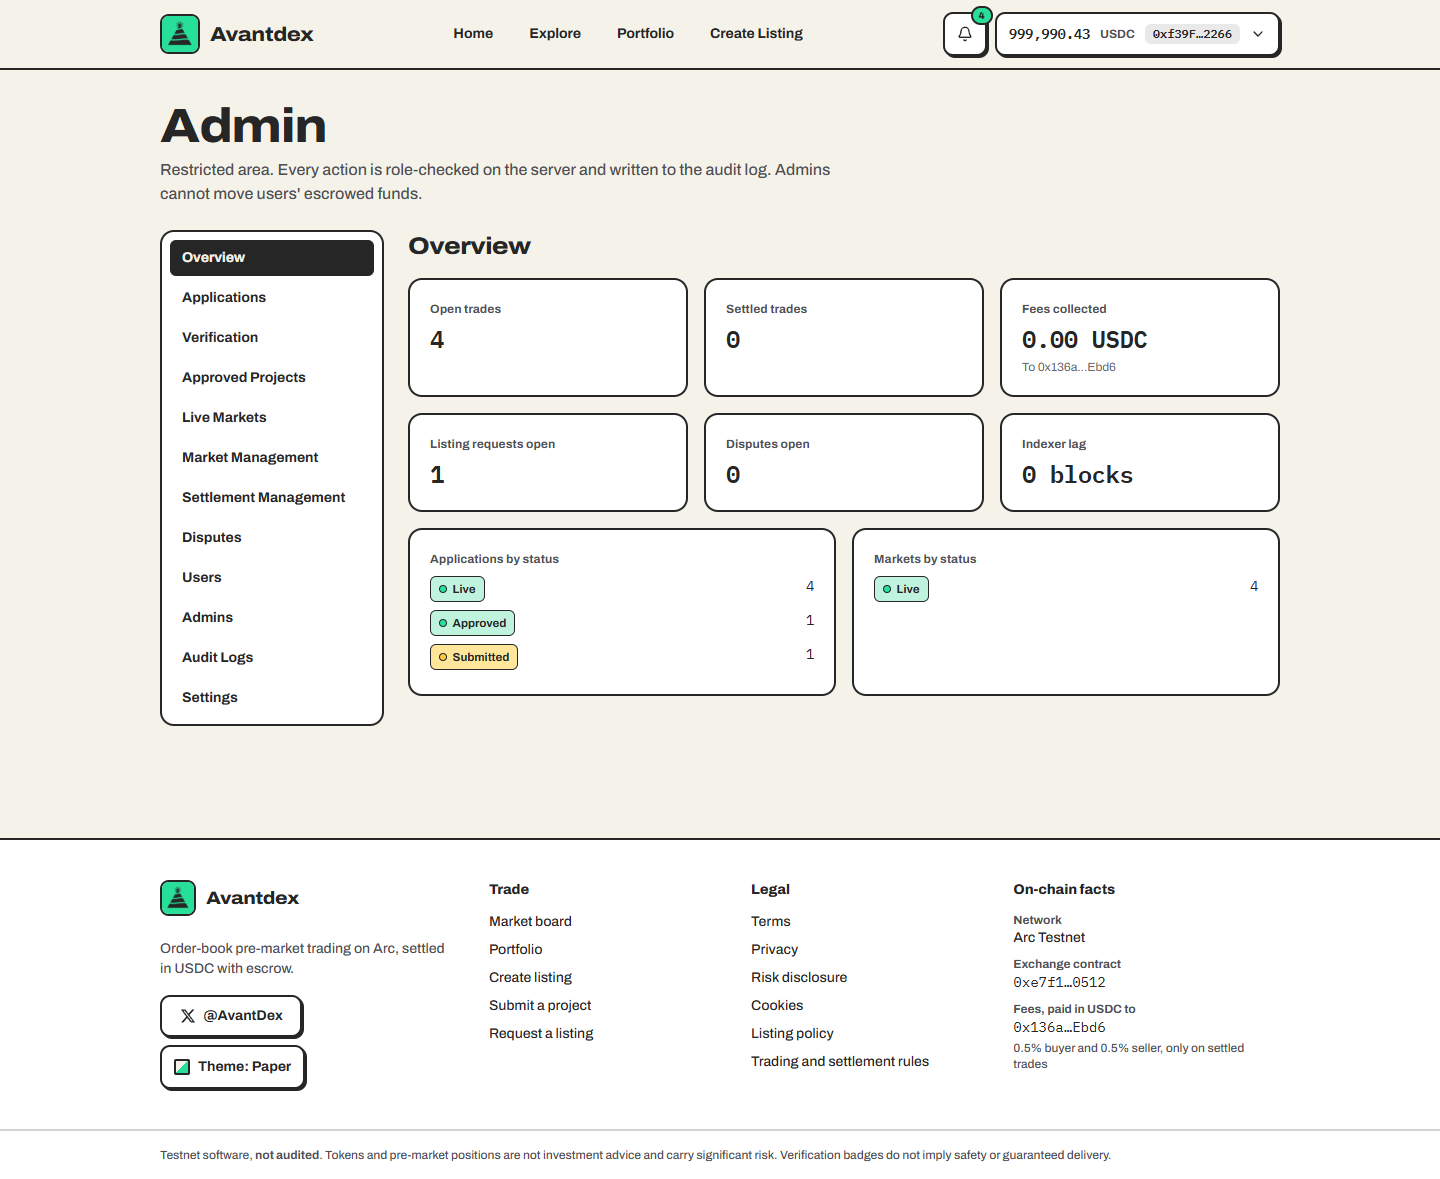 Avantdex
Home
Explore
Portfolio
Create Listing
4
999,990.43 USDC 0xf39F…2266
Admin
Restricted area. Every action is role-checked on the server and written to the audit log. Admins
cannot move users' escrowed funds.
Overview
Applications
Verification
Approved Projects
Live Markets
Market Management
Settlement Management
Disputes
Users
Admins
Audit Logs
Settings
Overview
Open trades
4
Settled trades
0
Fees collected
0.00 USDC
To 0x136a…Ebd6
Listing requests open
1
Disputes open
0
Indexer lag
0 blocks
Applications by status
Live 4
Approved 1
Submitted 1
Markets by status
Live 4
Avantdex
Order-book pre-market trading on Arc, settled
in USDC with escrow.
@AvantDex
Theme: Paper
Trade
Market board
Portfolio
Create listing
Submit a project
Request a listing
Legal
Terms
Privacy
Risk disclosure
Cookies
Listing policy
Trading and settlement rules
On-chain facts
Network
Arc Testnet
Exchange contract
0xe7f1…0512
Fees, paid in USDC to
0x136a…Ebd6
0.5% buyer and 0.5% seller, only on settled
trades
Testnet software, not audited. Tokens and pre-market positions are not investment advice and carry significant risk. Verification badges do not imply safety or guaranteed delivery.